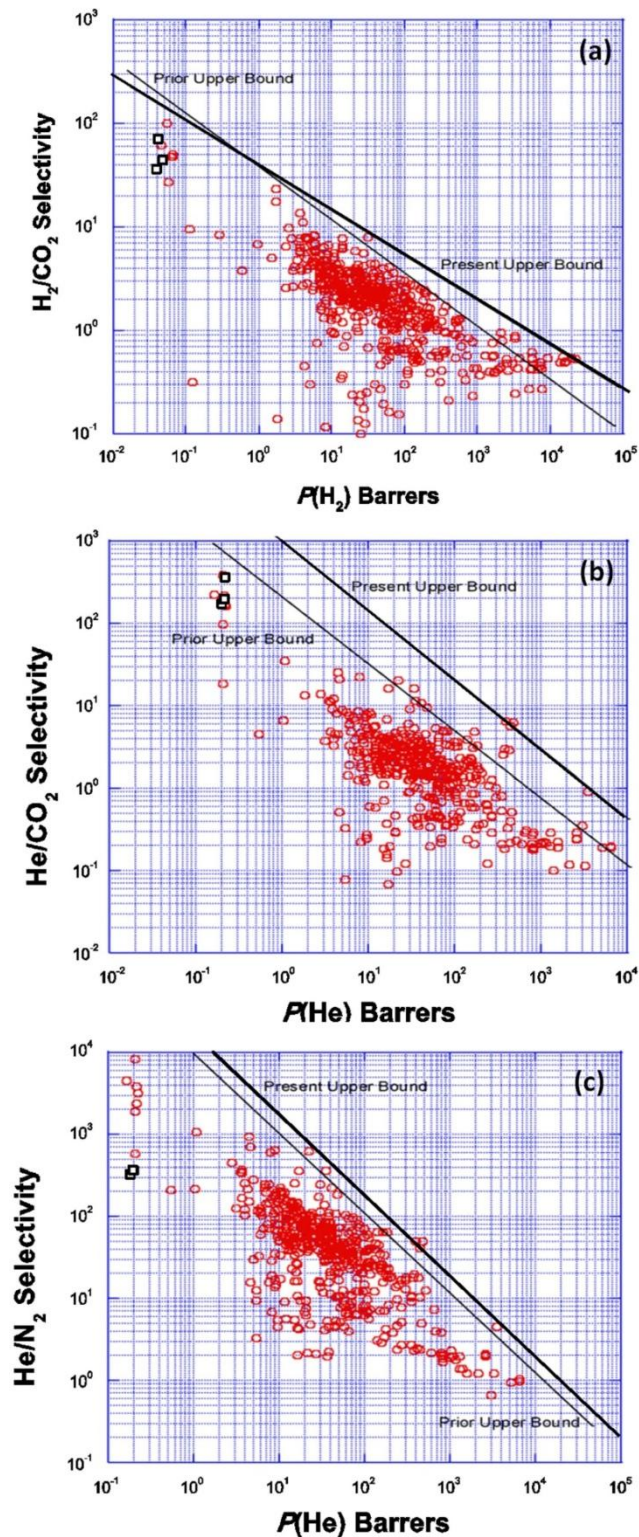 10³
(a)
Prior Upper Bound
10²
H₂/CO₂ Selectivity
10¹
Present Upper Bound
10⁰
10⁻¹
10⁻² 10⁻¹ 10⁰ 10¹ 10² 10³ 10⁴ 10⁵
P(H₂) Barrers
10³
(b)
Present Upper Bound
10²
Prior Upper Bound
He/CO₂ Selectivity
10¹
10⁰
10⁻¹
10⁻²
10⁻² 10⁻¹ 10⁰ 10¹ 10² 10³ 10⁴
P(He) Barrers
10⁴
Present Upper Bound (c)
10³
He/N₂ Selectivity
10²
10¹
10⁰
Prior Upper Bound
10⁻¹
10⁻¹ 10⁰ 10¹ 10² 10³ 10⁴ 10⁵
P(He) Barrers